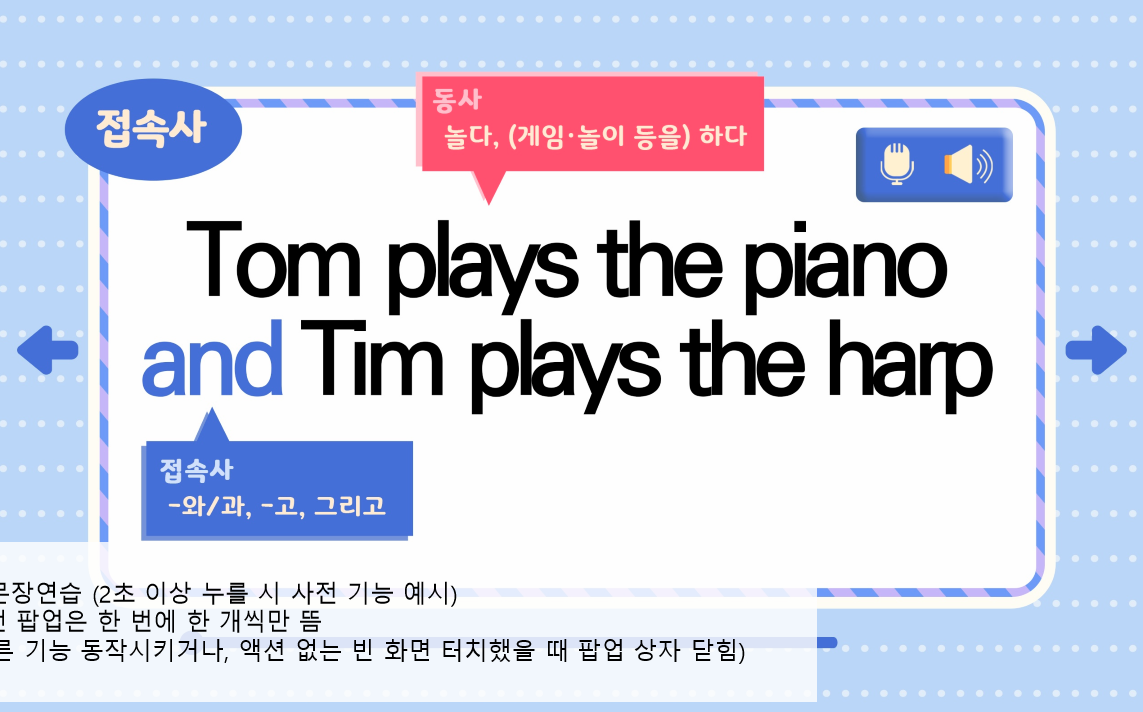 접속사
동사
놀다, (게임·놀이 등을) 하다
Tom plays the piano
and Tim plays the harp
접속사
-와/과, -고, 그리고
문장연습 (2초 이상 누를 시 사전 기능 예시)
팝업은 한 번에 한 개씩만 뜸
기능 동작시키거나, 액션 없는 빈 화면 터치했을 때 팝업 상자 닫힘)